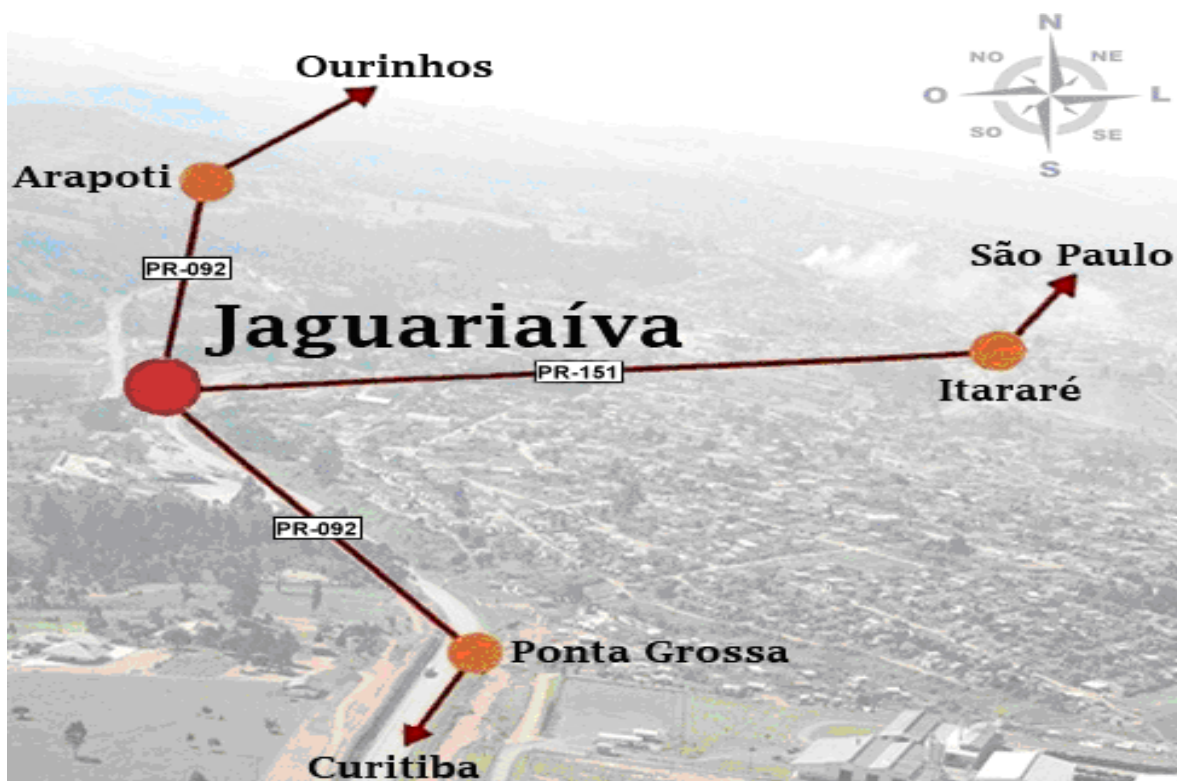 N
NO
NE
O
L
SO
SE
S
Ourinhos
Arapoti
PR-092
São Paulo
Jaguariaíva
PR-151
Itararé
PR-092
Ponta Grossa
Curitiba